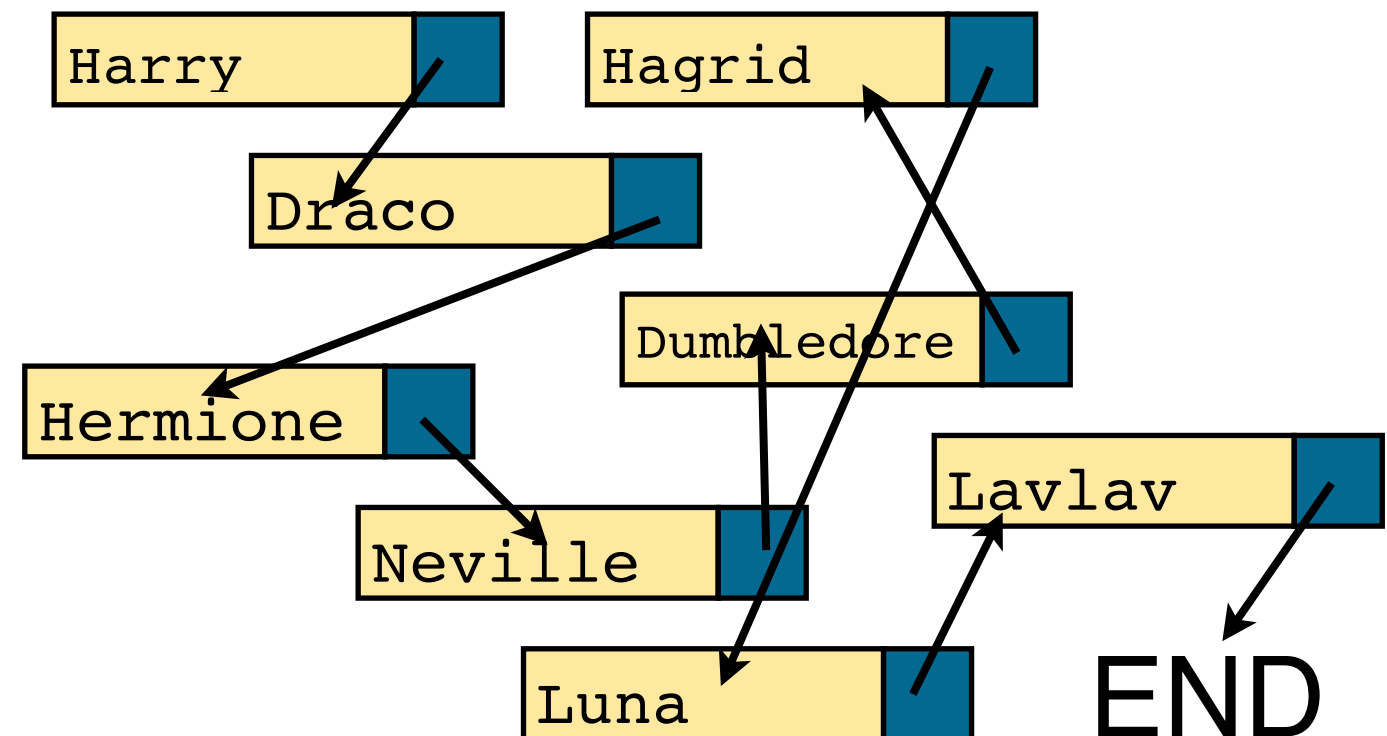 Harry
Hagrid
Draco
Dumbledore
Hermione
Lavlav
Neville
Luna
END